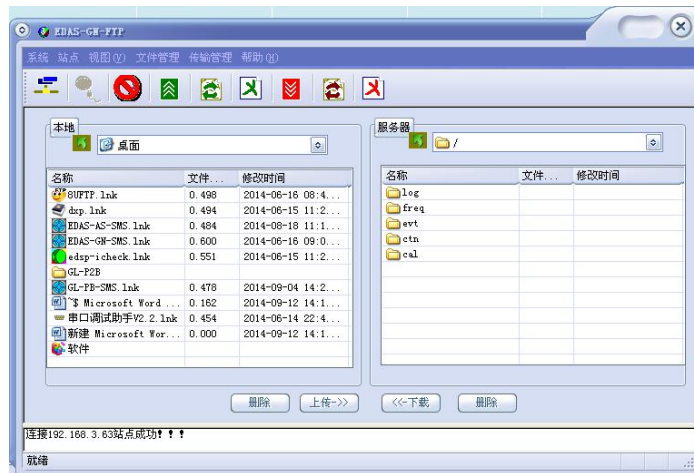 EDAS-GN-FTP
系统 站点 视图(V) 文件管理 传输管理 帮助(H)
本地
桌面
名称 文件... 修改时间
8UFTP.lnk 0.498 2014-06-16 08:4...
dxp.lnk 0.494 2014-06-15 11:2...
EDAS-AS-SMS.lnk 0.484 2014-08-18 11:1...
EDAS-GN-SMS.lnk 0.600 2014-06-16 09:0...
edsp-icheck.lnk 0.551 2014-06-15 11:2...
GL-P2B
GL-PB-SMS.lnk 0.478 2014-09-04 14:2...
~$ Microsoft Word ... 0.162 2014-09-12 14:1...
串口调试助手V2.2.lnk 0.454 2014-06-14 22:4...
新建 Microsoft Wor... 0.000 2014-09-12 14:1...
软件
删除 上传->>
服务器
/
名称 文件... 修改时间
log
freq
evt
ctn
cal
<<-下载 删除
连接192.168.3.63站点成功!!!
就绪